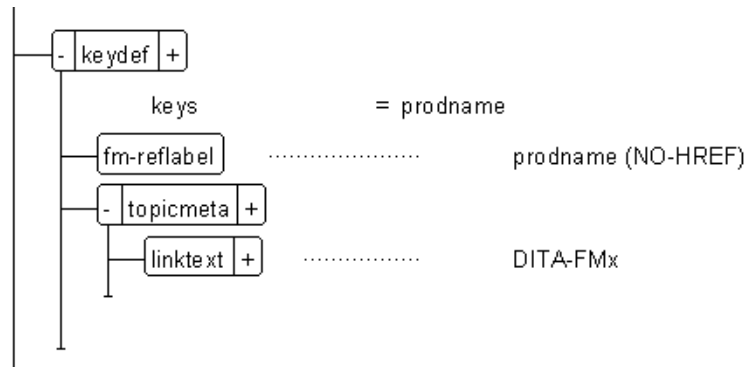 - keydef +
keys = prodname
fm-reflabel ...................... prodname (NO-HREF)
- topicmeta +
linktext + ................. DITA-FMx